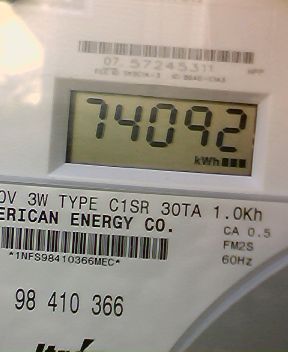 07 57245311
74092
kWh
0V 3W TYPE C1SR 30TA 1.0Kh
ERICAN ENERGY CO.
CA 0.5
FM2S
60Hz
*1NFS98410366MEC*
98 410 366